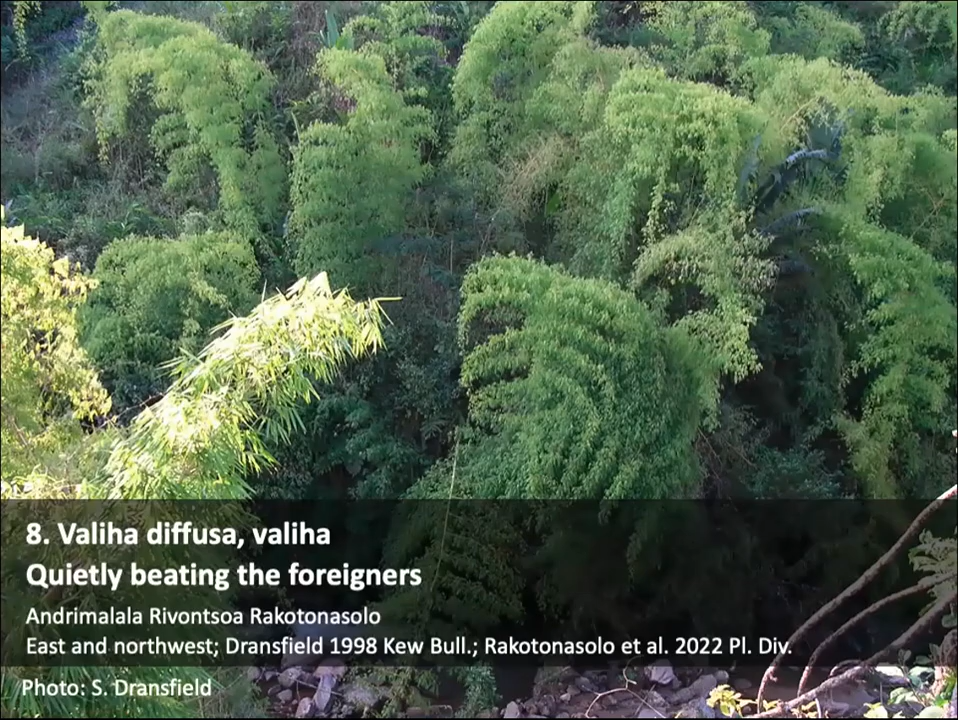 8. Valiha diffusa, valiha
Quietly beating the foreigners
Andrimalala Rivontsoa Rakotonasolo
East and northwest; Dransfield 1998 Kew Bull.; Rakotonasolo et al. 2022 Pl. Div.
Photo: S. Dransfield